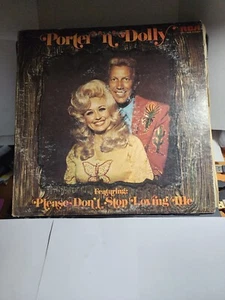 Porter 'n' Dolly
Featuring:
Please Don't Stop Loving Me